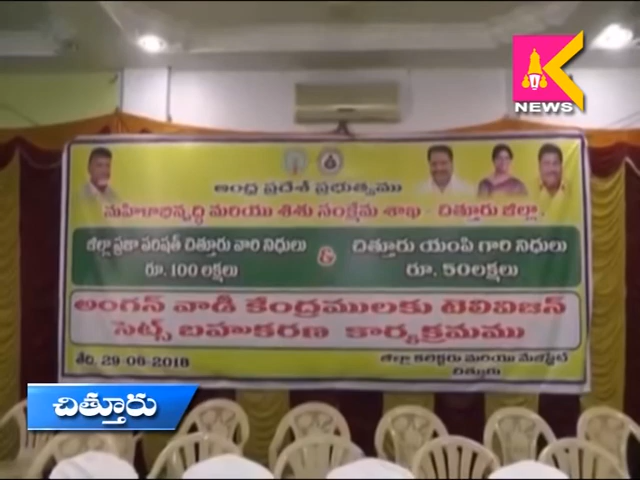 K
NEWS
ఆంధ్ర ప్రదేశ్ ప్రభుత్వము
మహిళాభివృద్ధి మరియు శిశు సంక్షేమ శాఖ - చిత్తూరు జిల్లా.
జిల్లా ప్రజా పరిషత్ చిత్తూరు వారి నిధులు
రూ. 100 లక్షలు
&
చిత్తూరు యంపి గారి నిధులు
రూ. 50లక్షలు
అంగన్ వాడీ కేంద్రములకు టెలివిజన్
సెట్స్ బహుకరణ కార్యక్రమము
తేది. 29-06-2018
జిల్లా కలెక్టరు మరియు మేజిస్ట్రేట్
చిత్తూరు
చిత్తూరు